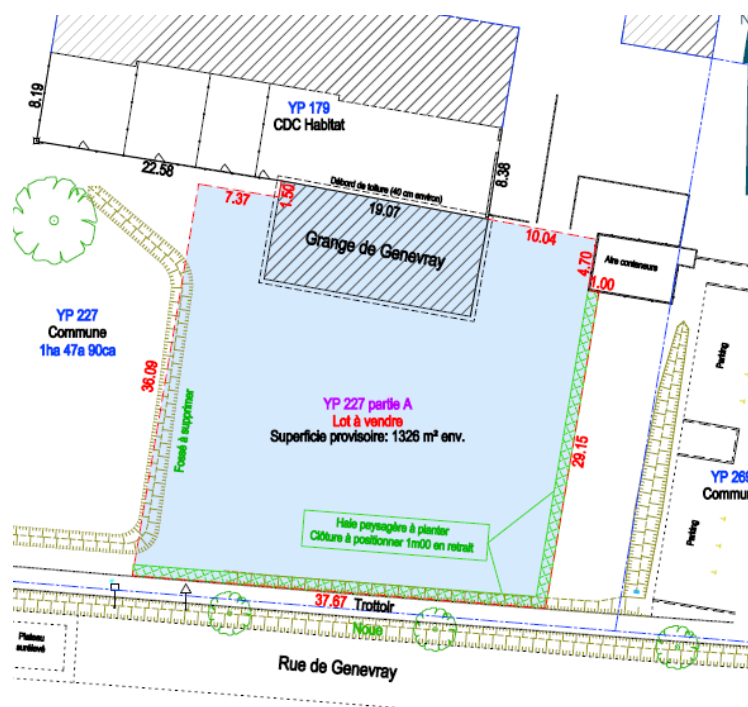 N
8.19
YP 179
CDC Habitat
22.58
8.38
Débord de toiture (40 cm environ)
7.37
1.50
19.07
10.04
Grange de Genevray
4.70
Aire conteneurs
1.00
YP 227
Commune
1ha 47a 90ca
36.09
Fossé à supprimer
YP 227 partie A
Lot à vendre
Superficie provisoire: 1326 m² env.
29.15
Parking
YP 269
Commun
Parking
Haie paysagère à planter
Clôture à positionner 1m00 en retrait
37.67
Trottoir
Noue
Plateau
surélevé
Rue de Genevray